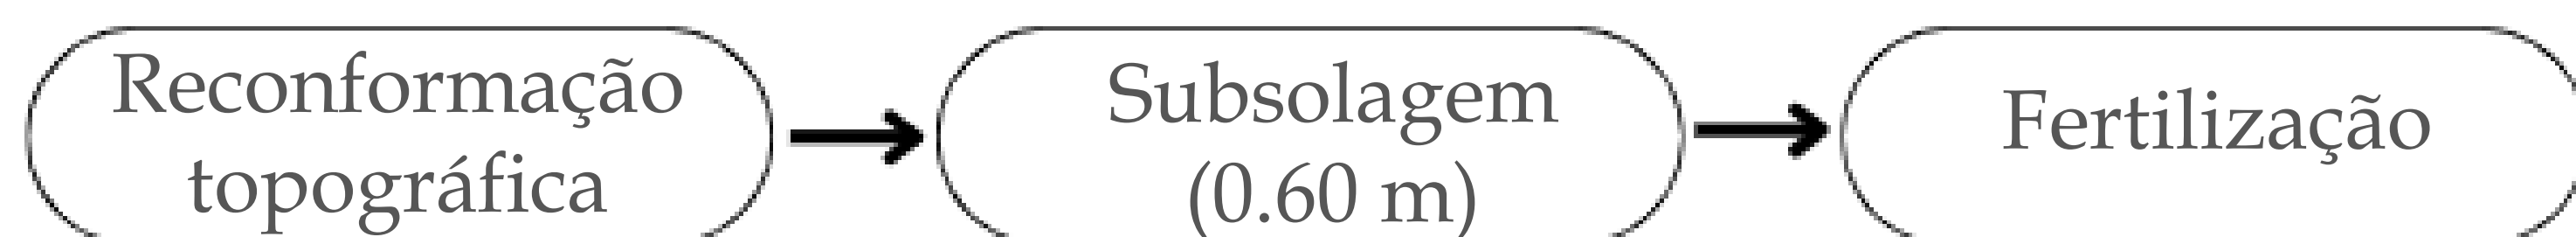 Reconformação
topográfica
Subsolagem
(0.60 m)
Fertilização